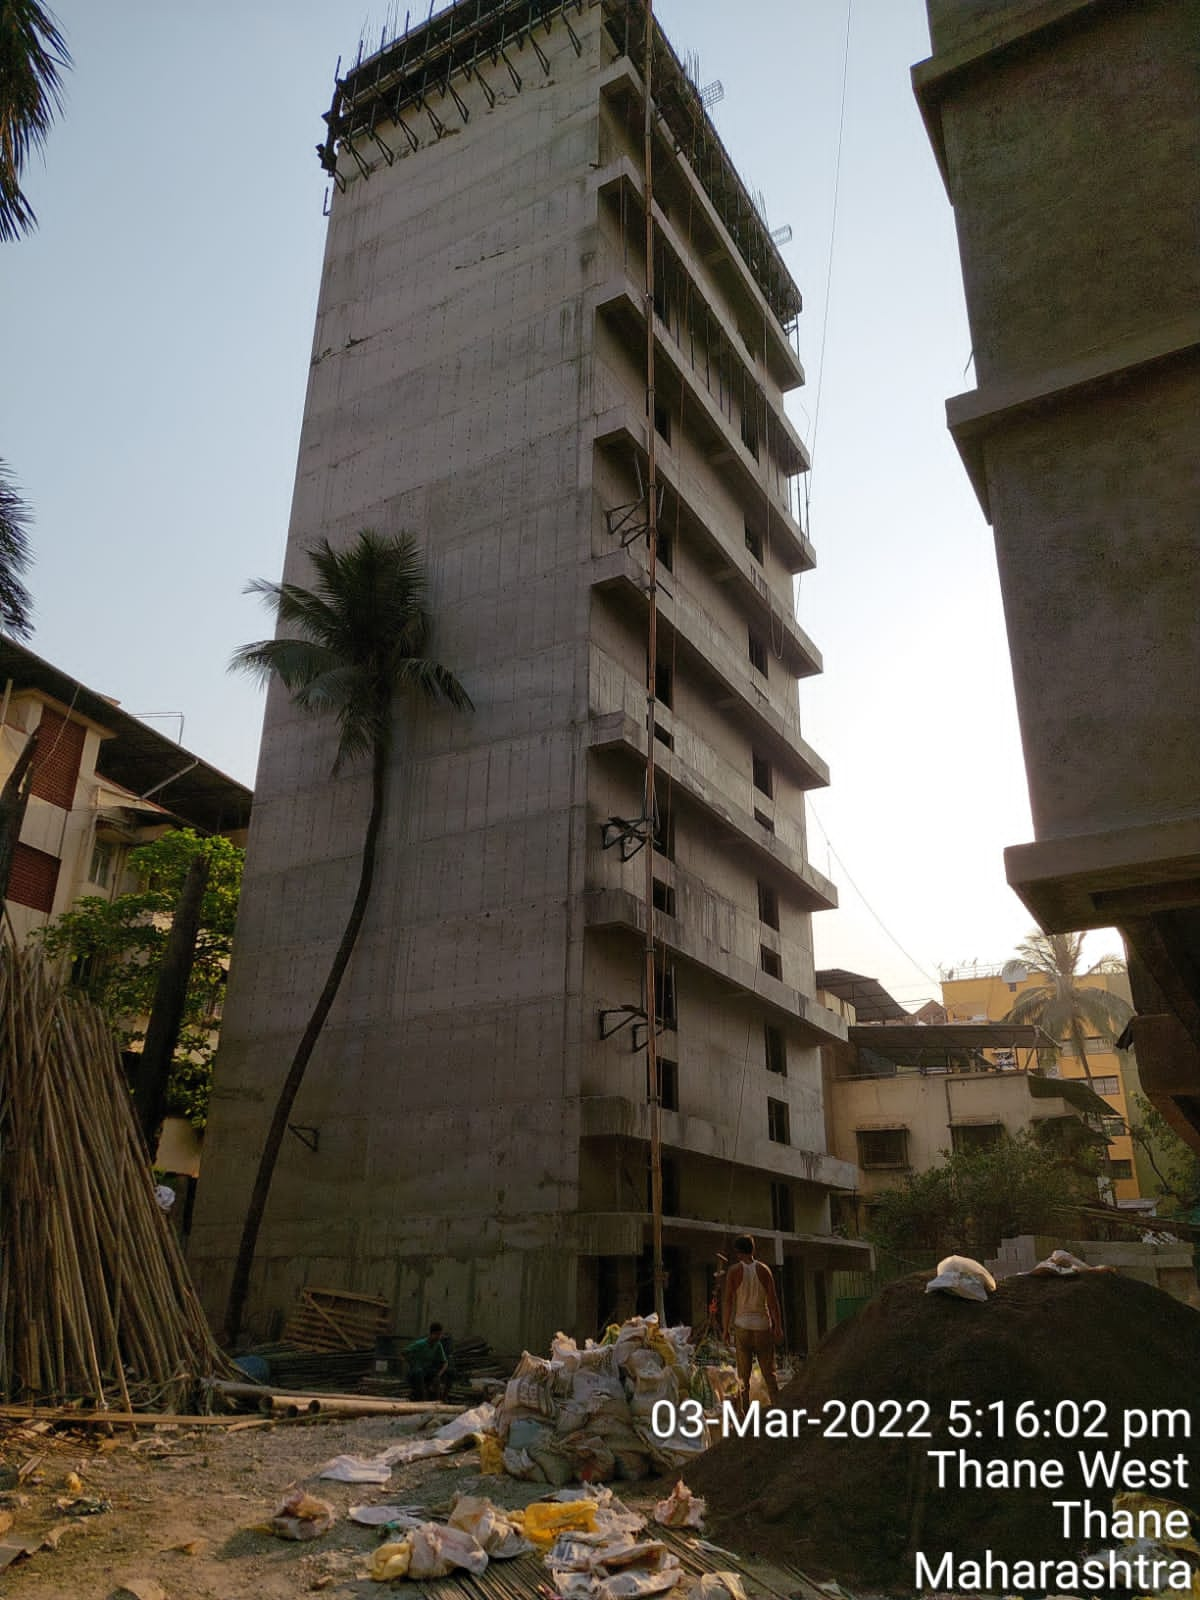 03-Mar-2022 5:16:02 pm
Thane West
Thane
Maharashtra